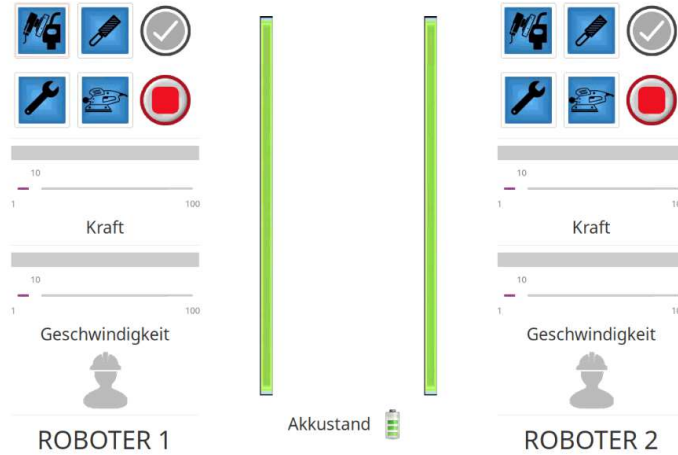 10
1 100
Kraft
10
1 100
Geschwindigkeit
ROBOTER 1
Akkustand
10
1
Kraft
10
1
Geschwindigkeit
ROBOTER 2